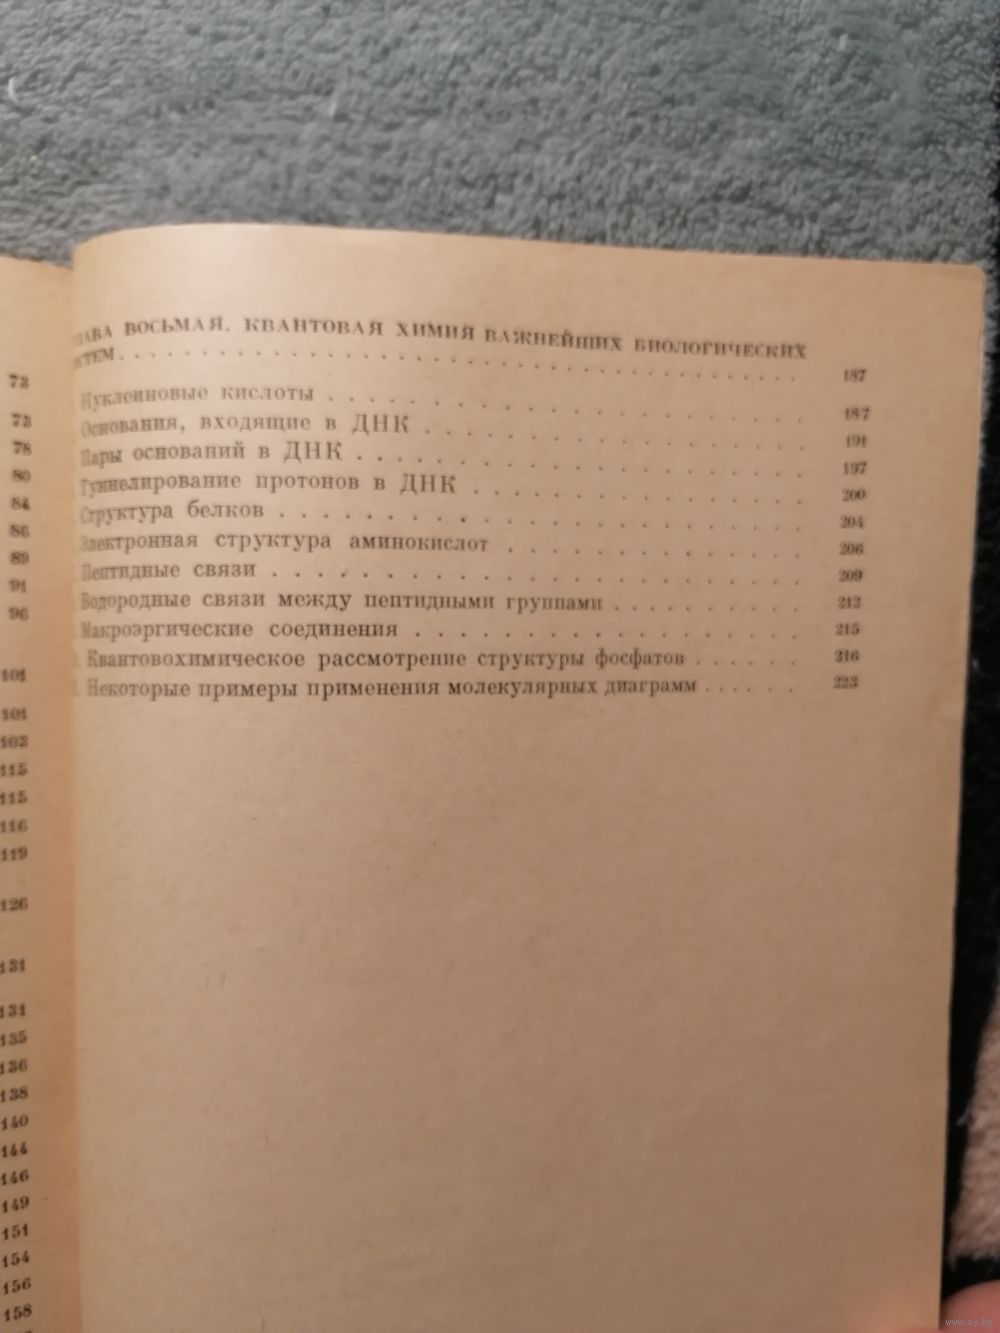 73
73
78
80
84
86
89
91
96
101
101
103
115
115
116
119
126
131
131
135
136
138
140
144
146
149
151
154
156
158
ГЛАВА ВОСЬМАЯ. КВАНТОВАЯ ХИМИЯ ВАЖНЕЙШИХ БИОЛОГИЧЕСКИХ
СТЕМ . . . . . . . . . . . . . . . . . . . . . . . . 187
Нуклеиновые кислоты . . . . . . . . . . . . . . . . 187
Основания, входящие в ДНК . . . . . . . . . . . . . 191
Пары оснований в ДНК . . . . . . . . . . . . . . . 197
Туннелирование протонов в ДНК . . . . . . . . . . . 200
Структура белков . . . . . . . . . . . . . . . . . . 204
Электронная структура аминокислот . . . . . . . . . 206
Пептидные связи . . . . . . . . . . . . . . . . . . 209
Водородные связи между пептидными группами . . . . . . . 212
Макроэргические соединения . . . . . . . . . . . . . 215
. Квантовохимическое рассмотрение структуры фосфатов . . . . . 216
. Некоторые примеры применения молекулярных диаграмм . . . . . 223
www.ay.by